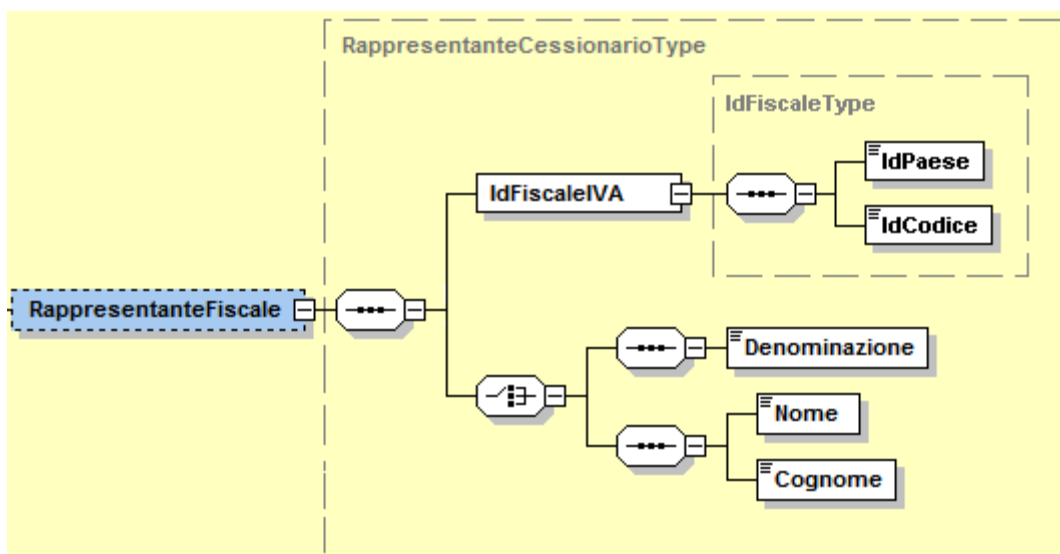 RappresentanteCessionarioType
IdFiscaleType
IdPaese
IdFiscaleIVA
IdCodice
RappresentanteFiscale
Denominazione
Nome
Cognome